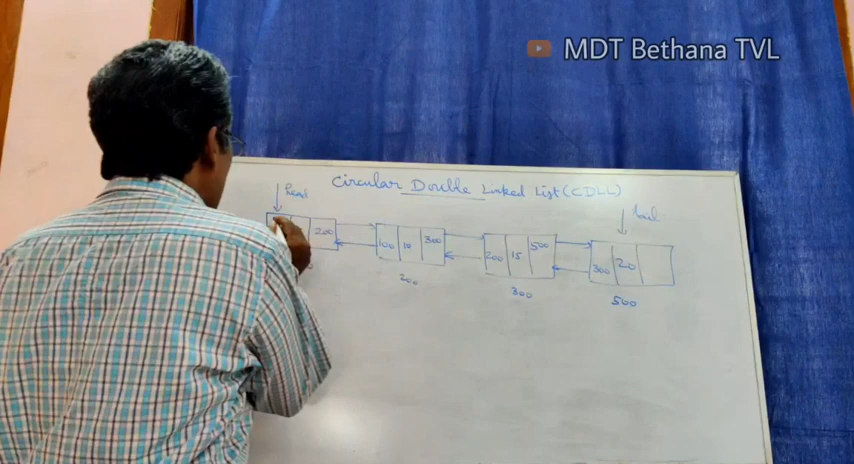 MDT Bethana TVL
Circular Double Linked List (CDLL)
head
tail
200
100 10 300
200 15 500
300 20
200
300
500